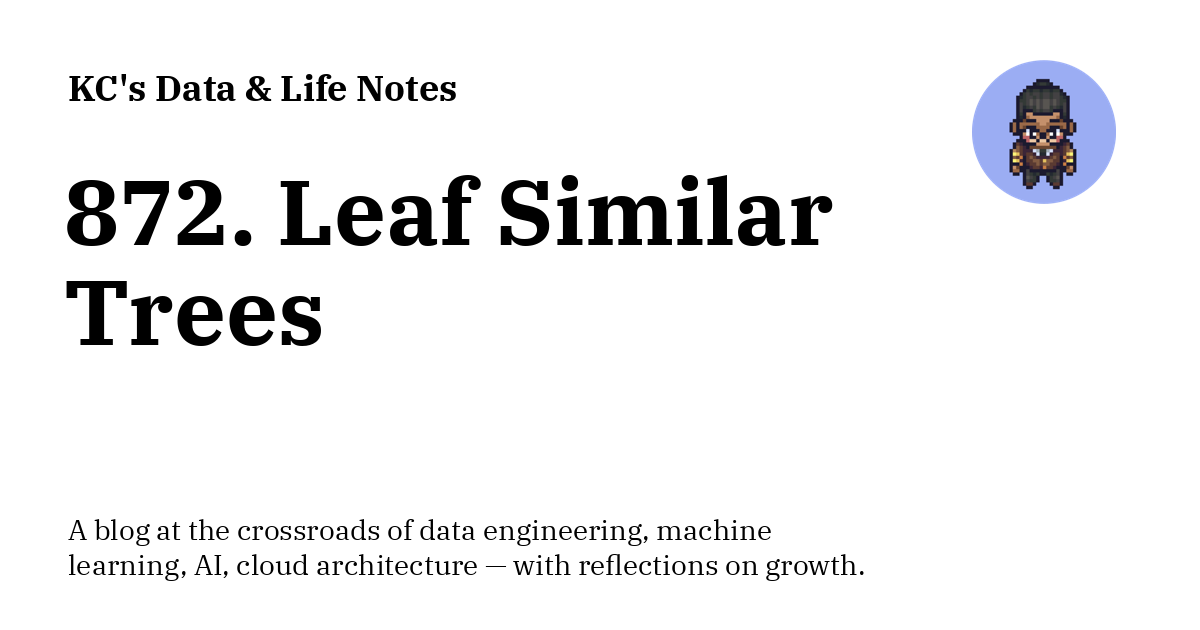 KC's Data & Life Notes
872. Leaf Similar
Trees
A blog at the crossroads of data engineering, machine
learning, AI, cloud architecture — with reflections on growth.